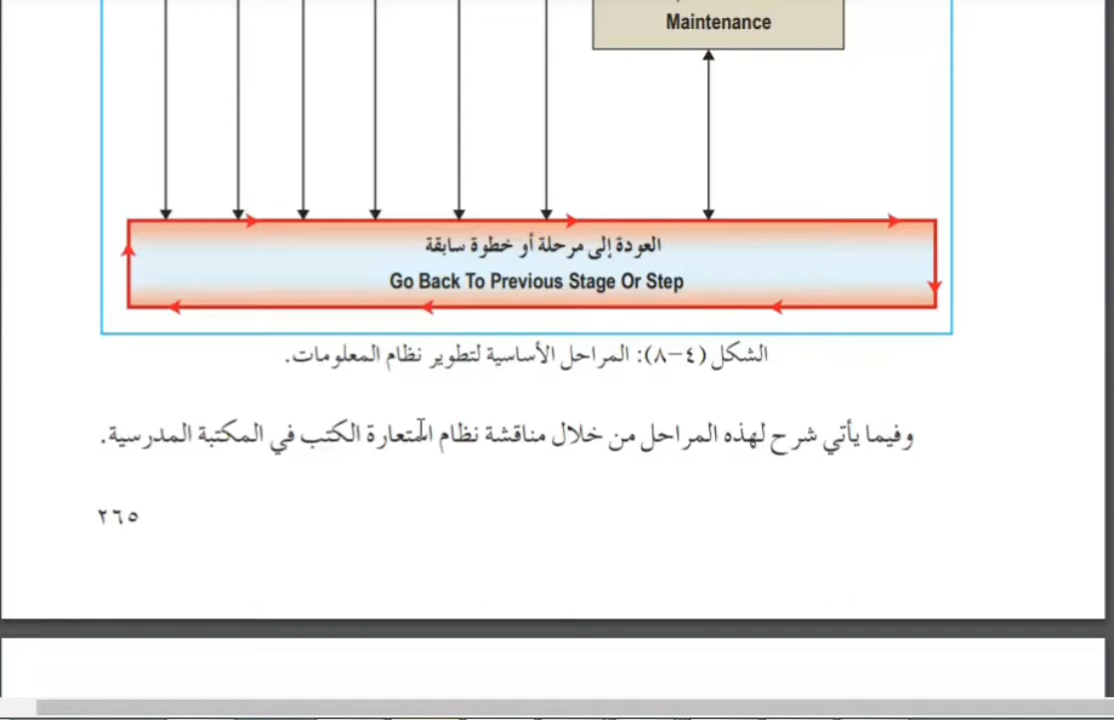 Maintenance
العودة إلى مرحلة أو خطوة سابقة
Go Back To Previous Stage Or Step
الشكل (٤-٨): المراحل الأساسية لتطوير نظام المعلومات.
وفيما يأتي شرح لهذه المراحل من خلال مناقشة نظام استعارة الكتب في المكتبة المدرسية.
٢٦٥